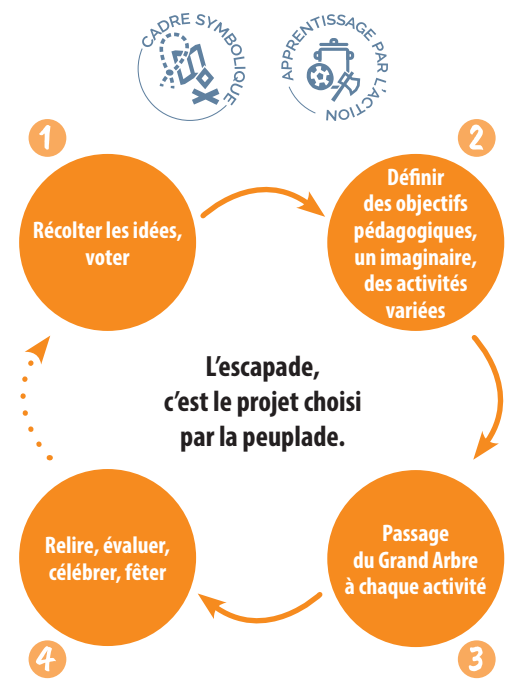 CADRE SYMBOLIQUE
APPRENTISSAGE PAR L'ACTION
1
Récolter les idées,
voter
2
Définir
des objectifs
pédagogiques,
un imaginaire,
des activités
variées
L'escapade,
c'est le projet choisi
par la peuplade.
Passage
du Grand Arbre
à chaque activité
3
Relire, évaluer,
célébrer, fêter
4